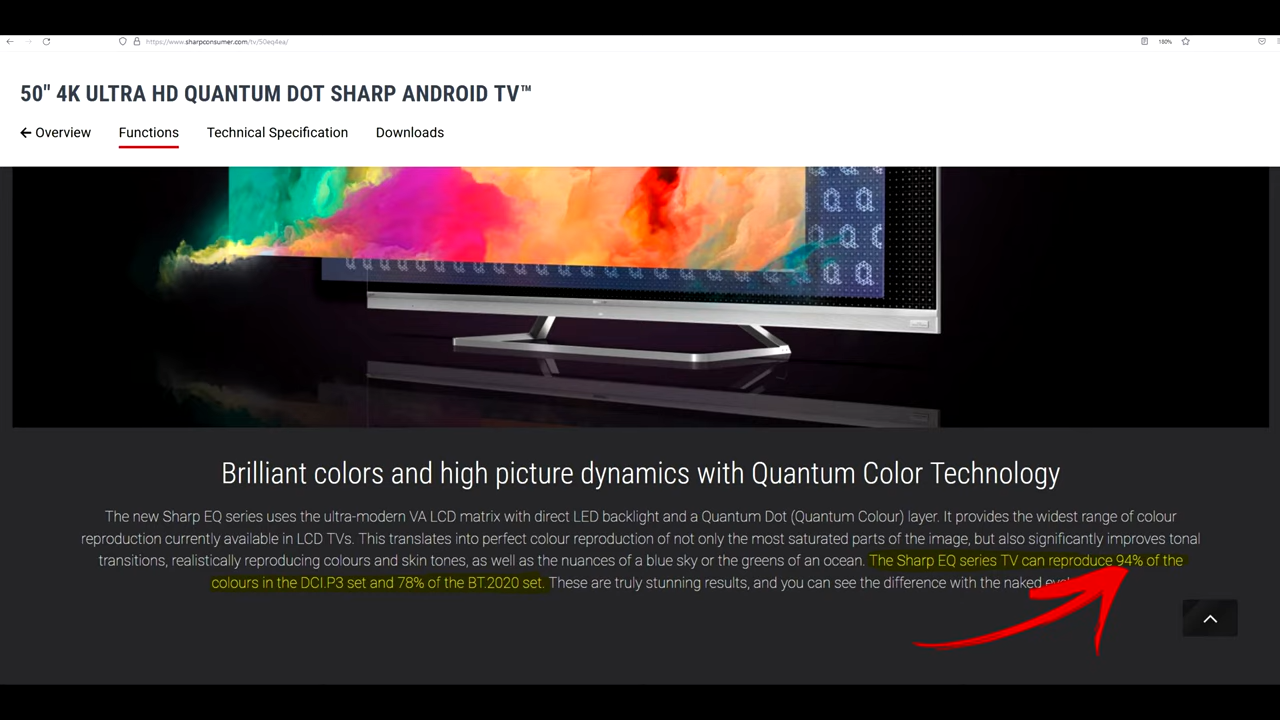 https://www.sharpconsumer.com/tv/50eq4ea/
180%
50" 4K ULTRA HD QUANTUM DOT SHARP ANDROID TV™
Overview Functions Technical Specification Downloads
Brilliant colors and high picture dynamics with Quantum Color Technology
The new Sharp EQ series uses the ultra-modern VA LCD matrix with direct LED backlight and a Quantum Dot (Quantum Colour) layer. It provides the widest range of colour
reproduction currently available in LCD TVs. This translates into perfect colour reproduction of not only the most saturated parts of the image, but also significantly improves tonal
transitions, realistically reproducing colours and skin tones, as well as the nuances of a blue sky or the greens of an ocean. The Sharp EQ series TV can reproduce 94% of the
colours in the DCI.P3 set and 78% of the BT.2020 set. These are truly stunning results, and you can see the difference with the naked